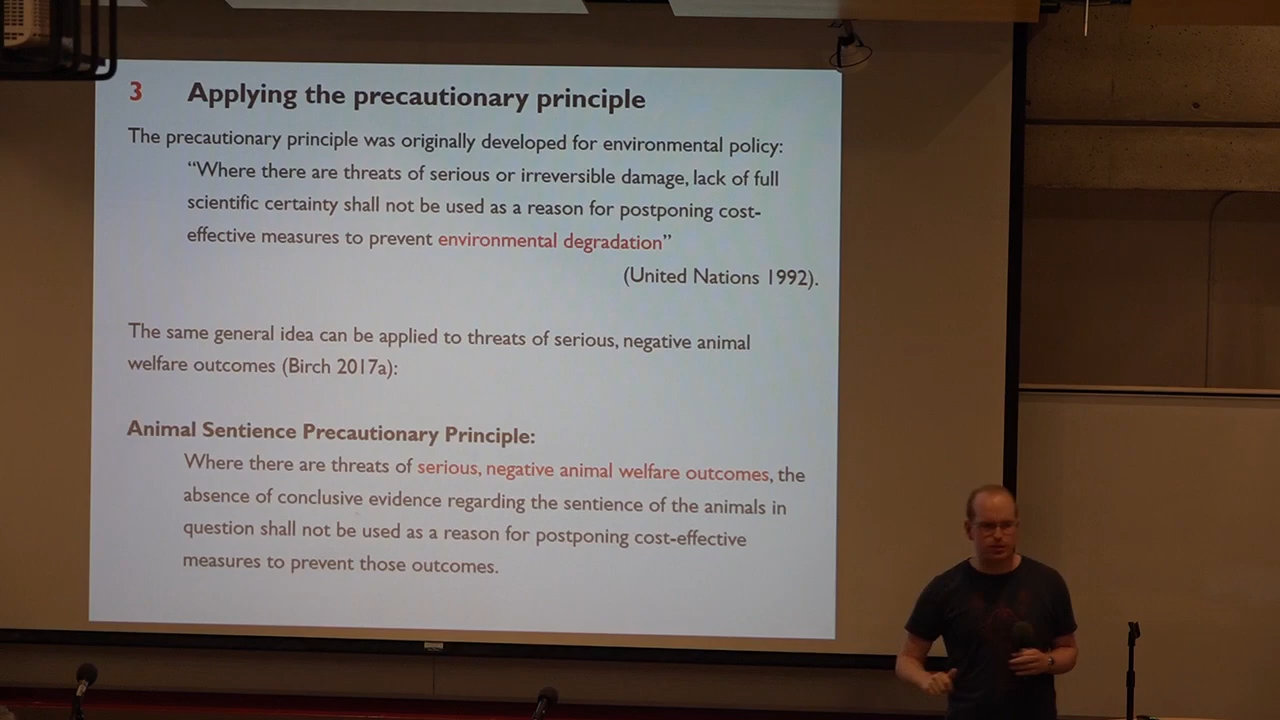 3 Applying the precautionary principle
The precautionary principle was originally developed for environmental policy:
“Where there are threats of serious or irreversible damage, lack of full
scientific certainty shall not be used as a reason for postponing cost-
effective measures to prevent environmental degradation”
(United Nations 1992).
The same general idea can be applied to threats of serious, negative animal
welfare outcomes (Birch 2017a):
Animal Sentience Precautionary Principle:
Where there are threats of serious, negative animal welfare outcomes, the
absence of conclusive evidence regarding the sentience of the animals in
question shall not be used as a reason for postponing cost-effective
measures to prevent those outcomes.